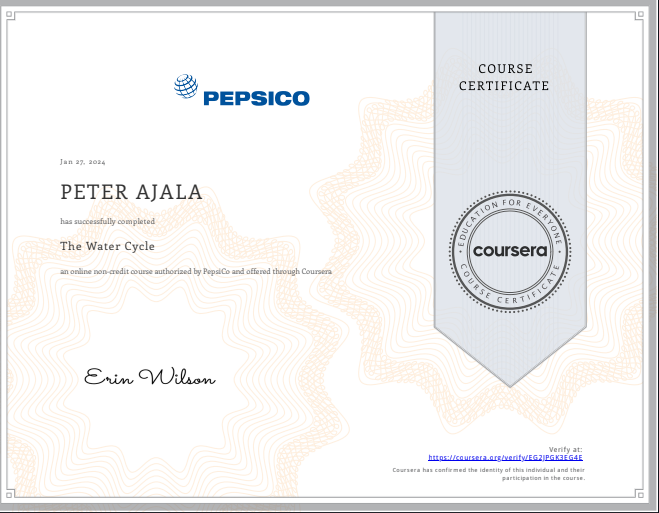 PEPSICO
COURSE
CERTIFICATE
Jan 27, 2024
PETER AJALA
has successfully completed
The Water Cycle
an online non-credit course authorized by PepsiCo and offered through Coursera
EDUCATION FOR EVERYONE
coursera
COURSE CERTIFICATE
Erin Wilson
Verify at:
https://coursera.org/verify/EG2JPGK3EG4E
Coursera has confirmed the identity of this individual and their
participation in the course.